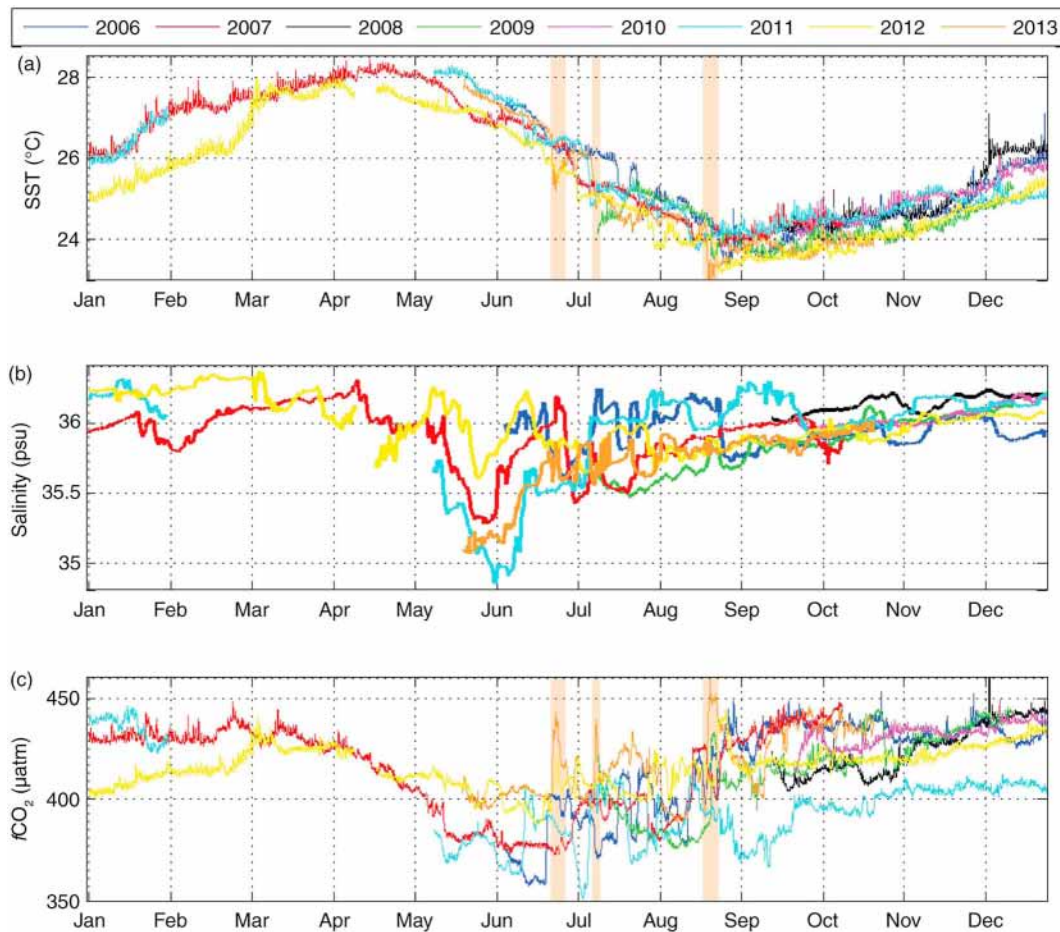 2006 2007 2008 2009 2010 2011 2012 2013
(a)
28
26
24
SST (°C)
Jan Feb Mar Apr May Jun Jul Aug Sep Oct Nov Dec
(b)
36
35.5
35
Salinity (psu)
Jan Feb Mar Apr May Jun Jul Aug Sep Oct Nov Dec
(c)
450
400
350
fCO₂ (µatm)
Jan Feb Mar Apr May Jun Jul Aug Sep Oct Nov Dec